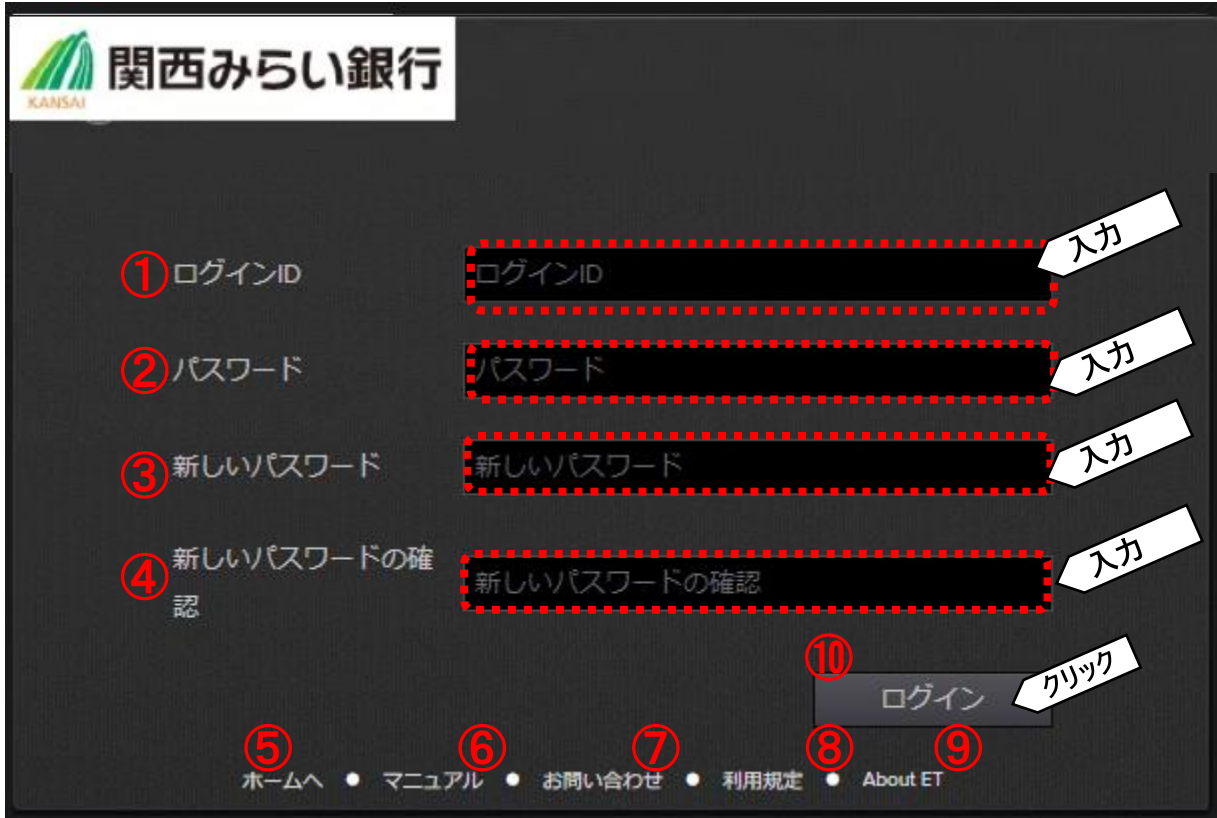 関西みらい銀行
KANSAI
入力
①ログインID
ログインID
入力
②パスワード
パスワード
入力
③新しいパスワード
新しいパスワード
入力
④新しいパスワードの確
認
新しいパスワードの確認
⑩
ログイン
クリック
⑤ ⑥ ⑦ ⑧ ⑨
ホームへ ● マニュアル ● お問い合わせ ● 利用規定 ● About ET